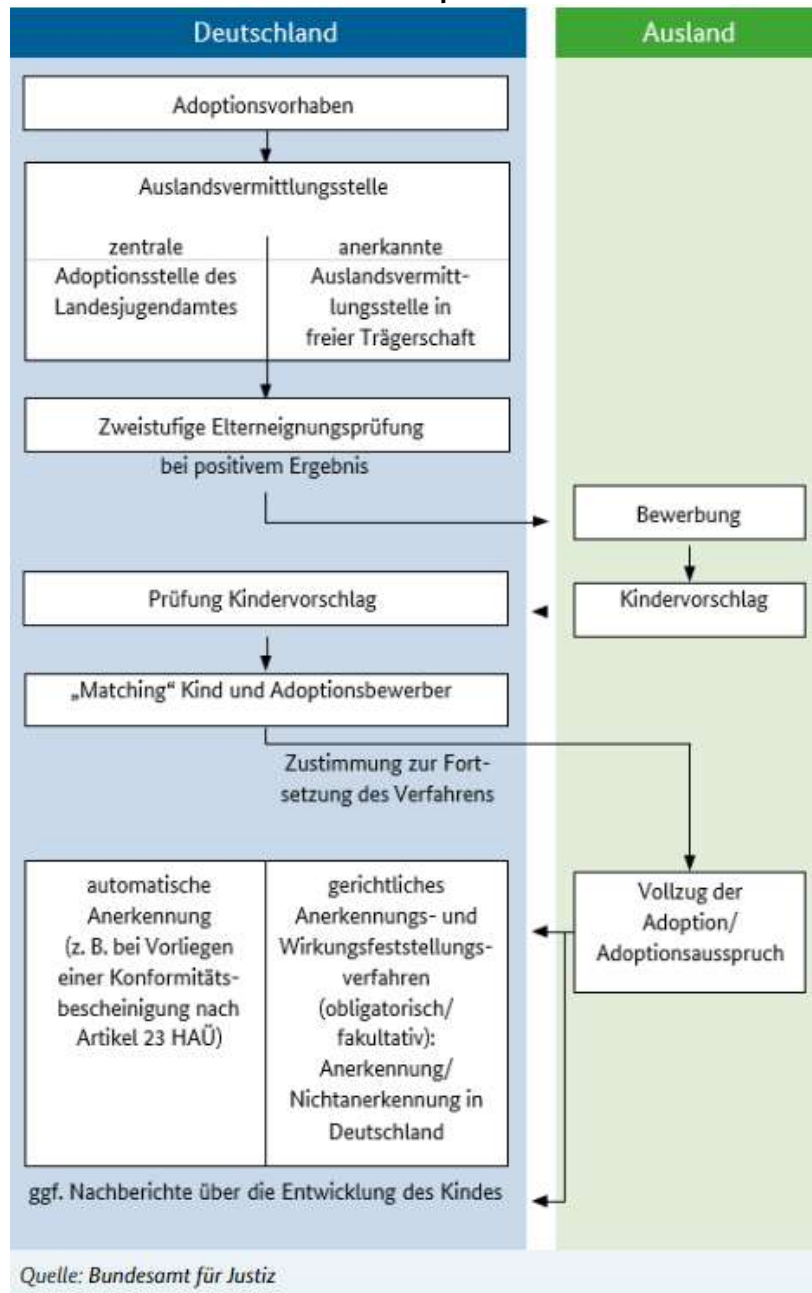 Deutschland
Ausland
Adoptionsvorhaben
Auslandsvermittlungsstelle
zentrale
Adoptionsstelle des
Landesjugendamtes
anerkannte
Auslandsvermitt-
lungsstelle in
freier Trägerschaft
Zweistufige Elterneignungsprüfung
bei positivem Ergebnis
Bewerbung
Kindervorschlag
Prüfung Kindervorschlag
„Matching“ Kind und Adoptionsbewerber
Zustimmung zur Fort-
setzung des Verfahrens
Vollzug der
Adoption/
Adoptionsausspruch
automatische
Anerkennung
(z. B. bei Vorliegen
einer Konformitäts-
bescheinigung nach
Artikel 23 HAÜ)
gerichtliches
Anerkennungs- und
Wirkungsfeststellungs-
verfahren
(obligatorisch/
fakultativ):
Anerkennung/
Nichtanerkennung in
Deutschland
ggf. Nachberichte über die Entwicklung des Kindes
Quelle: Bundesamt für Justiz